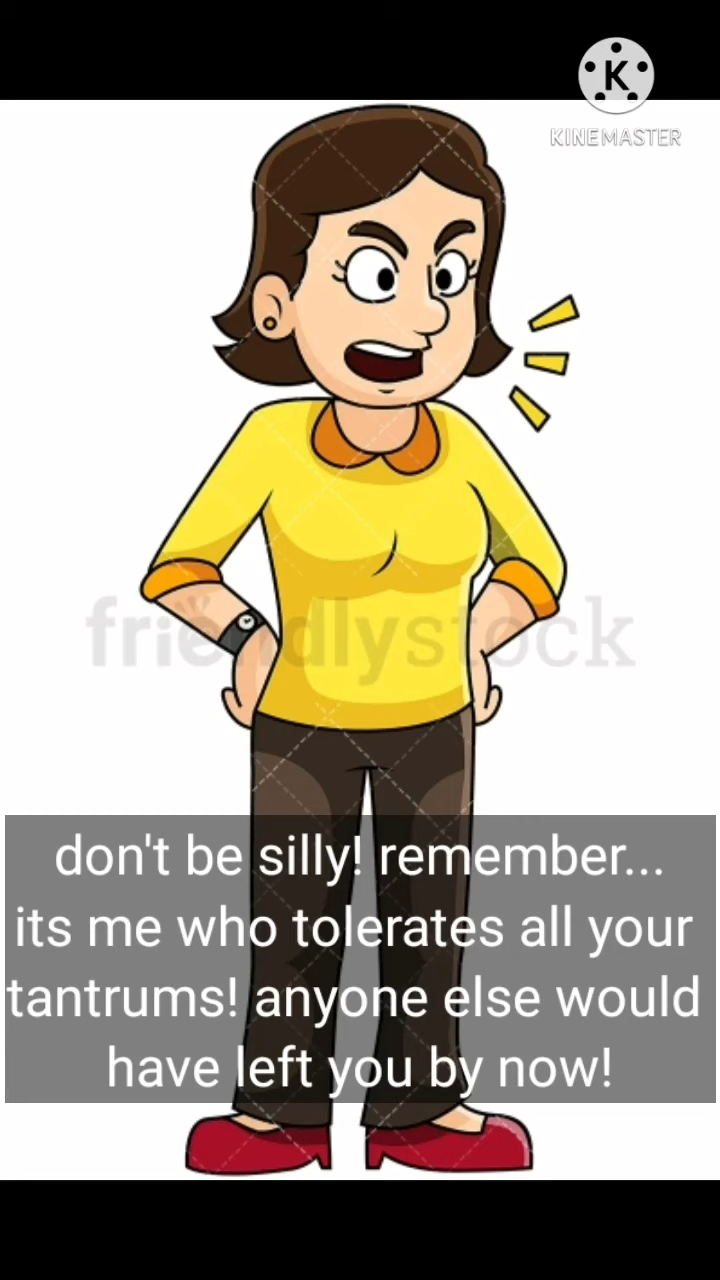 K
KINEMASTER
friendlystock
don't be silly! remember...
its me who tolerates all your
tantrums! anyone else would
have left you by now!